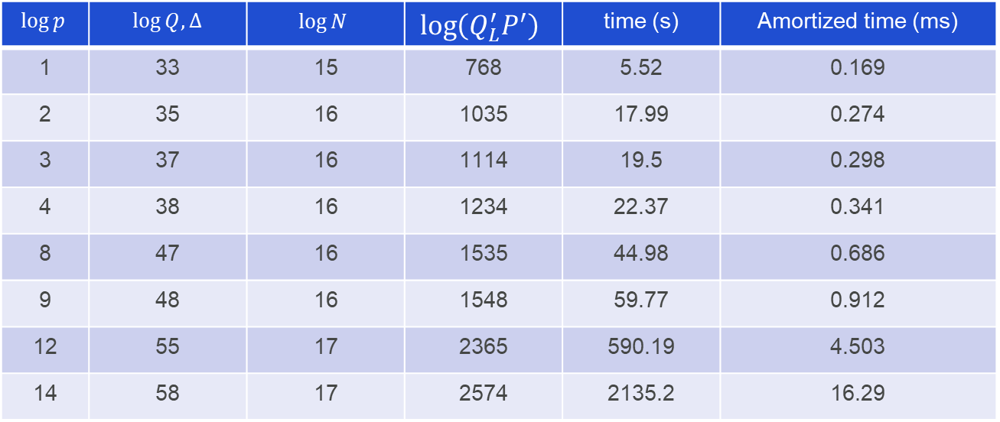 log p log Q, Δ log N log(Q′_L P′) time (s) Amortized time (ms)
1 33 15 768 5.52 0.169
2 35 16 1035 17.99 0.274
3 37 16 1114 19.5 0.298
4 38 16 1234 22.37 0.341
8 47 16 1535 44.98 0.686
9 48 16 1548 59.77 0.912
12 55 17 2365 590.19 4.503
14 58 17 2574 2135.2 16.29